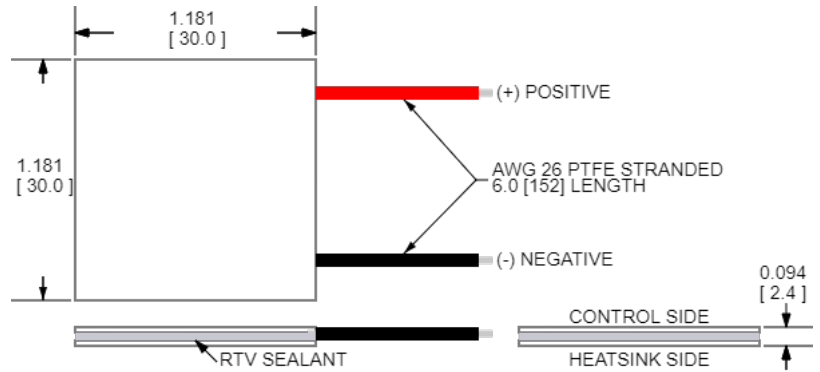 1.181
[ 30.0 ]
(+) POSITIVE
1.181
[ 30.0 ]
AWG 26 PTFE STRANDED
6.0 [152] LENGTH
(-) NEGATIVE
0.094
[ 2.4 ]
CONTROL SIDE
RTV SEALANT
HEATSINK SIDE